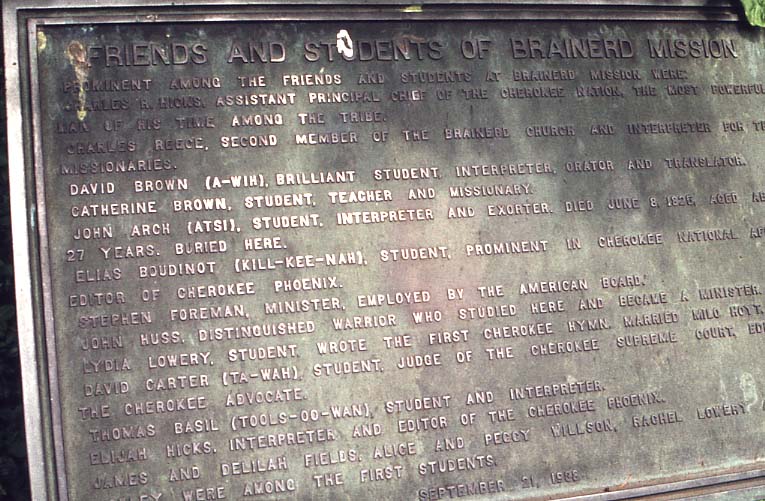 FRIENDS AND STUDENTS OF BRAINERD MISSION
PROMINENT AMONG THE FRIENDS AND STUDENTS AT BRAINERD MISSION WERE:
CHARLES R. HICKS, ASSISTANT PRINCIPAL CHIEF OF THE CHEROKEE NATION, THE MOST POWERFUL
MAN OF HIS TIME AMONG THE TRIBE.
CHARLES REECE, SECOND MEMBER OF THE BRAINERD CHURCH AND INTERPRETER FOR
MISSIONARIES.
DAVID BROWN (A-WIH), BRILLIANT STUDENT, INTERPRETER, ORATOR AND TRANSLATOR.
CATHERINE BROWN, STUDENT, TEACHER AND MISSIONARY.
JOHN ARCH (ATSI), STUDENT, INTERPRETER AND EXORTER. DIED JUNE 8, 1825, AGED
27 YEARS. BURIED HERE.
ELIAS BOUDINOT (KILL-KEE-NAH), STUDENT, PROMINENT IN CHEROKEE NATIONAL
EDITOR OF CHEROKEE PHOENIX.
STEPHEN FOREMAN, MINISTER, EMPLOYED BY THE AMERICAN BOARD.
JOHN HUSS, DISTINGUISHED WARRIOR WHO STUDIED HERE AND BECAME A MINISTER.
LYDIA LOWERY, STUDENT, WROTE THE FIRST CHEROKEE HYMN. MARRIED MILO HOYT.
DAVID CARTER (TA-WAH), STUDENT, JUDGE OF THE CHEROKEE SUPREME COURT,
THE CHEROKEE ADVOCATE.
THOMAS BASIL (TOOLS-OO-WAN), STUDENT AND INTERPRETER.
ELIJAH HICKS, INTERPRETER AND EDITOR OF THE CHEROKEE PHOENIX.
JAMES AND DELILAH FIELDS, ALICE AND PEGGY WILLSON, RACHEL LOWERY
WERE AMONG THE FIRST STUDENTS.
SEPTEMBER 21,